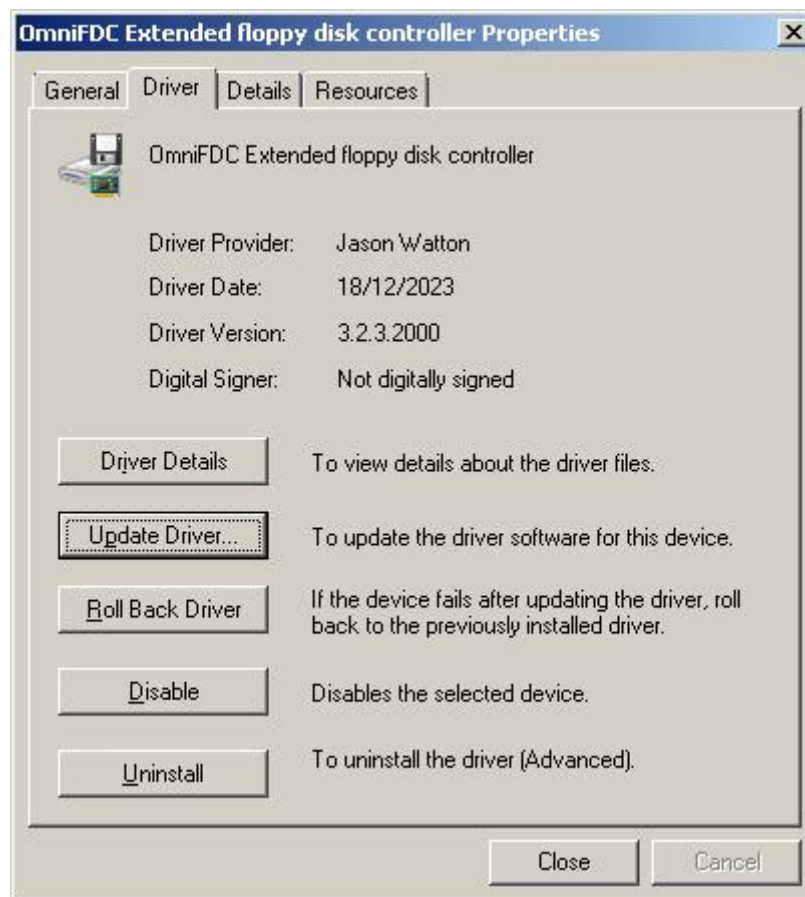 OmniFDC Extended floppy disk controller Properties
General Driver Details Resources
OmniFDC Extended floppy disk controller
Driver Provider: Jason Watton
Driver Date: 18/12/2023
Driver Version: 3.2.3.2000
Digital Signer: Not digitally signed
Driver Details To view details about the driver files.
Update Driver... To update the driver software for this device.
Roll Back Driver If the device fails after updating the driver, roll
back to the previously installed driver.
Disable Disables the selected device.
Uninstall To uninstall the driver (Advanced).
Close Cancel